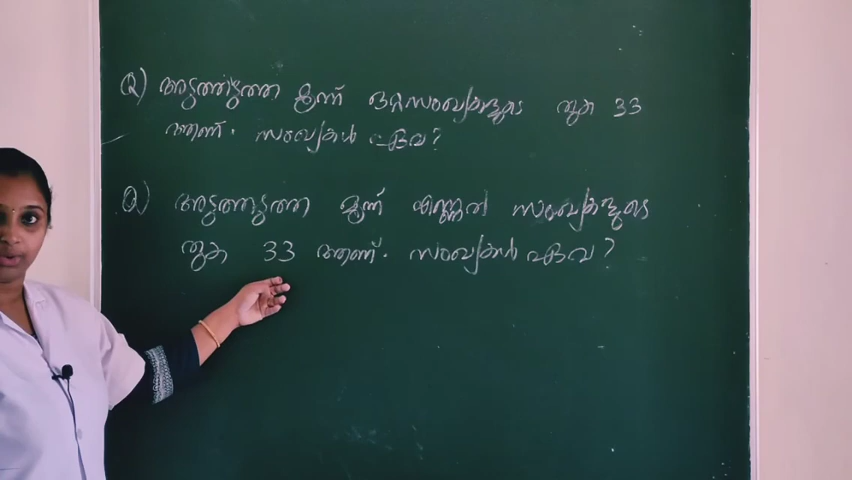 Q) അടുത്തടുത്ത മൂന്ന് ഒറ്റസംഖ്യകളുടെ തുക 33
ആണ്. സംഖ്യകൾ ഏവ?
Q) അടുത്തടുത്ത മൂന്ന് എണ്ണൽ സംഖ്യകളുടെ
തുക 33 ആണ്. സംഖ്യകൾ ഏവ?